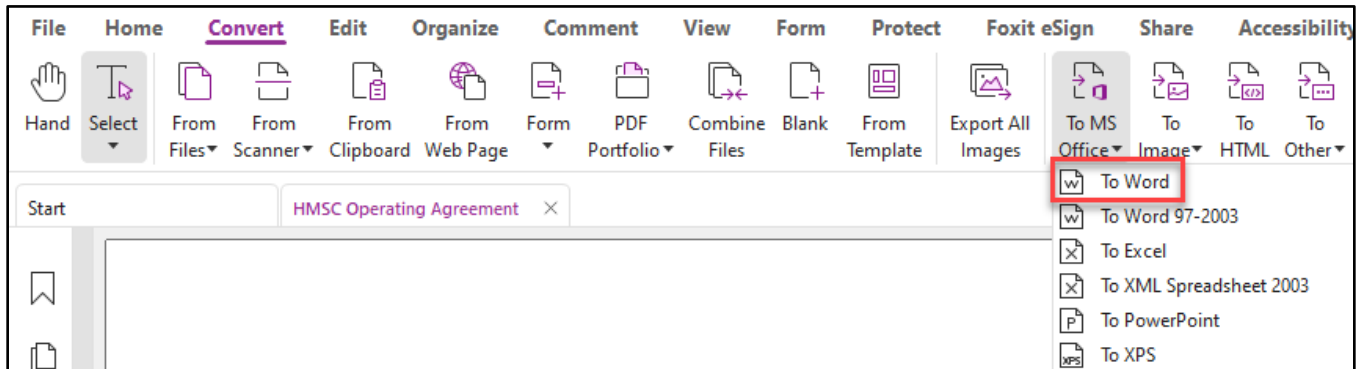 File Home Convert Edit Organize Comment View Form Protect Foxit eSign Share Accessibility
Hand Select From From From From Form PDF Combine Blank From Export All To MS To To To
Files Scanner Clipboard Web Page Portfolio Files Template Images Office Image HTML Other
W To Word
Start HMSC Operating Agreement
W To Word 97-2003
X To Excel
X To XML Spreadsheet 2003
P To PowerPoint
XPS To XPS